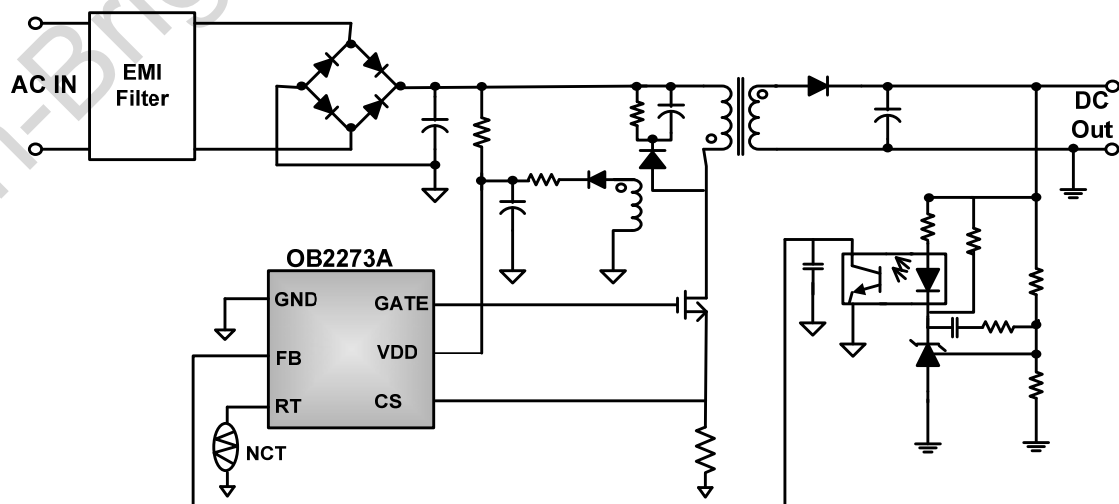 AC IN
EMI
Filter
DC
Out
OB2273A
GND
GATE
FB
VDD
RT
CS
NCT